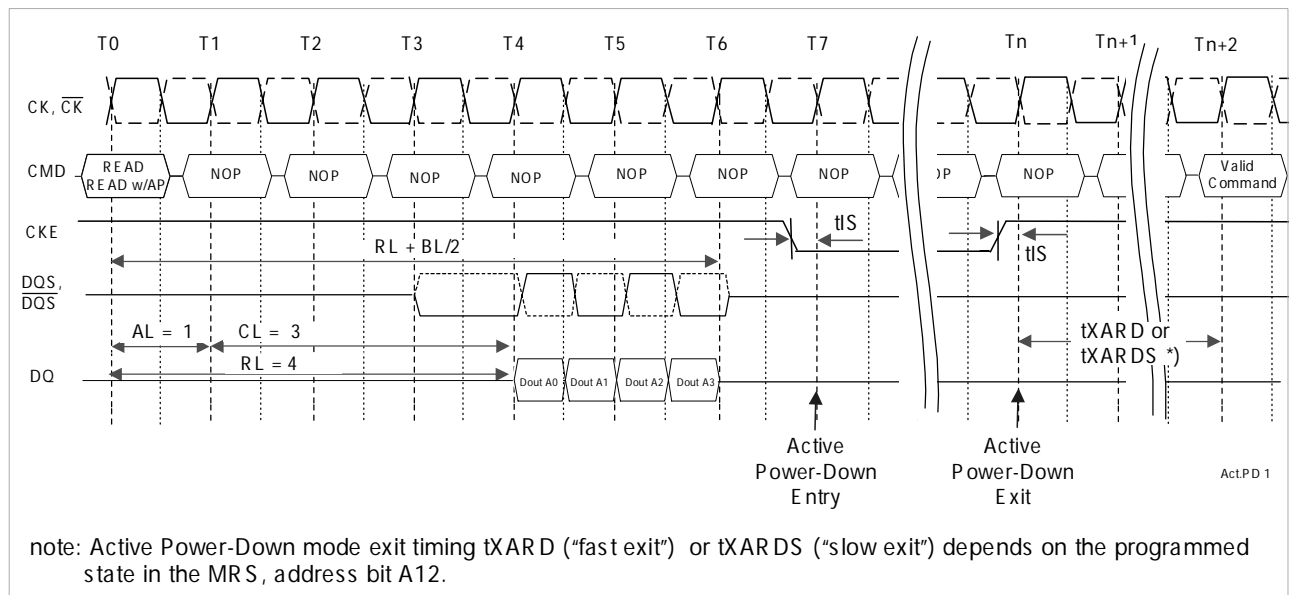 T0 T1 T2 T3 T4 T5 T6 T7 Tn Tn+1 Tn+2
CK, CK
CMD READ NOP NOP NOP NOP NOP NOP NOP OP NOP Valid
READ w/AP Command
CKE
tIS
tIS
RL + BL/2
DQS,
DQS
AL = 1 CL = 3
tXARD or
tXARDS *)
RL = 4
DQ
Dout A0 Dout A1 Dout A2 Dout A3
Active Active
Power-Down Power-Down
Entry Exit
Act.PD 1
note: Active Power-Down mode exit timing tXARD (“fast exit”) or tXARDS (“slow exit”) depends on the programmed
state in the MRS, address bit A12.